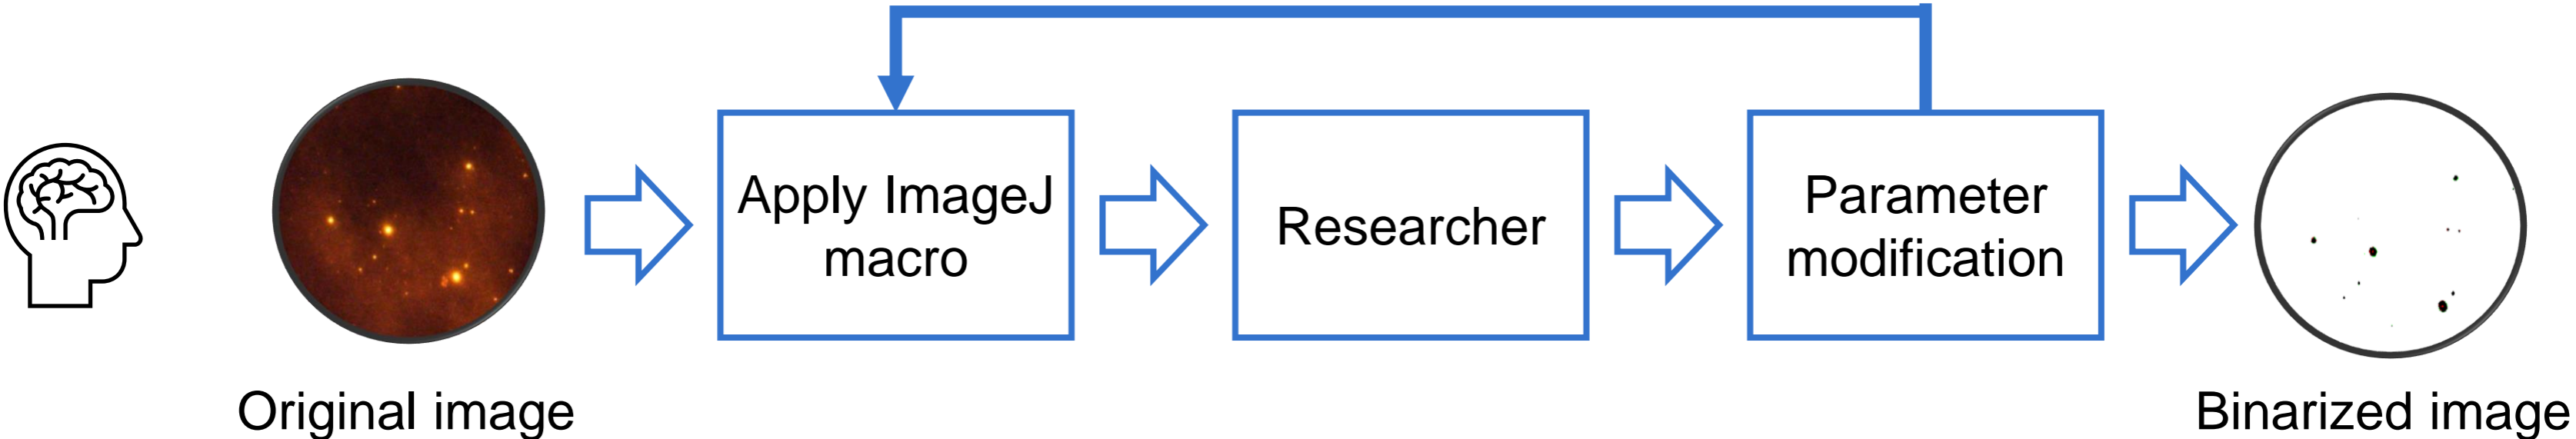 Apply ImageJ
macro
Researcher
Parameter
modification
Original image
Binarized image